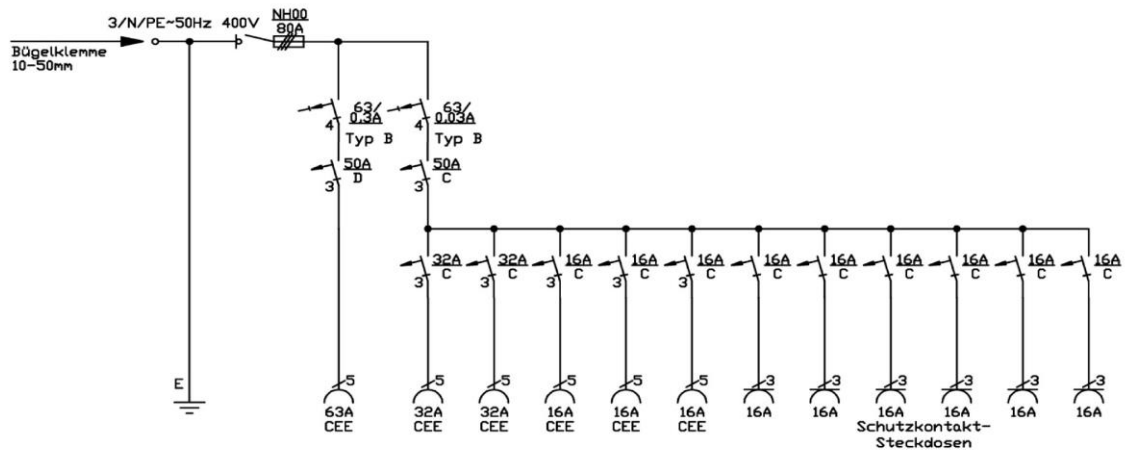 3/N/PE~50Hz 400V
NH00
80A
Bügelklemme
10-50mm
63/
0.3A
4
Typ B
63/
0.03A
4
Typ B
50A
D
3
50A
C
3
32A
C
3
32A
C
3
16A
C
3
16A
C
3
16A
C
3
16A
C
16A
C
16A
C
16A
C
16A
C
16A
C
E
5 5 5 5 5 5 3 3 3 3 3 3
63A 32A 32A 16A 16A 16A 16A 16A 16A 16A 16A 16A
CEE CEE CEE CEE CEE CEE
Schutzkontakt-
Steckdosen